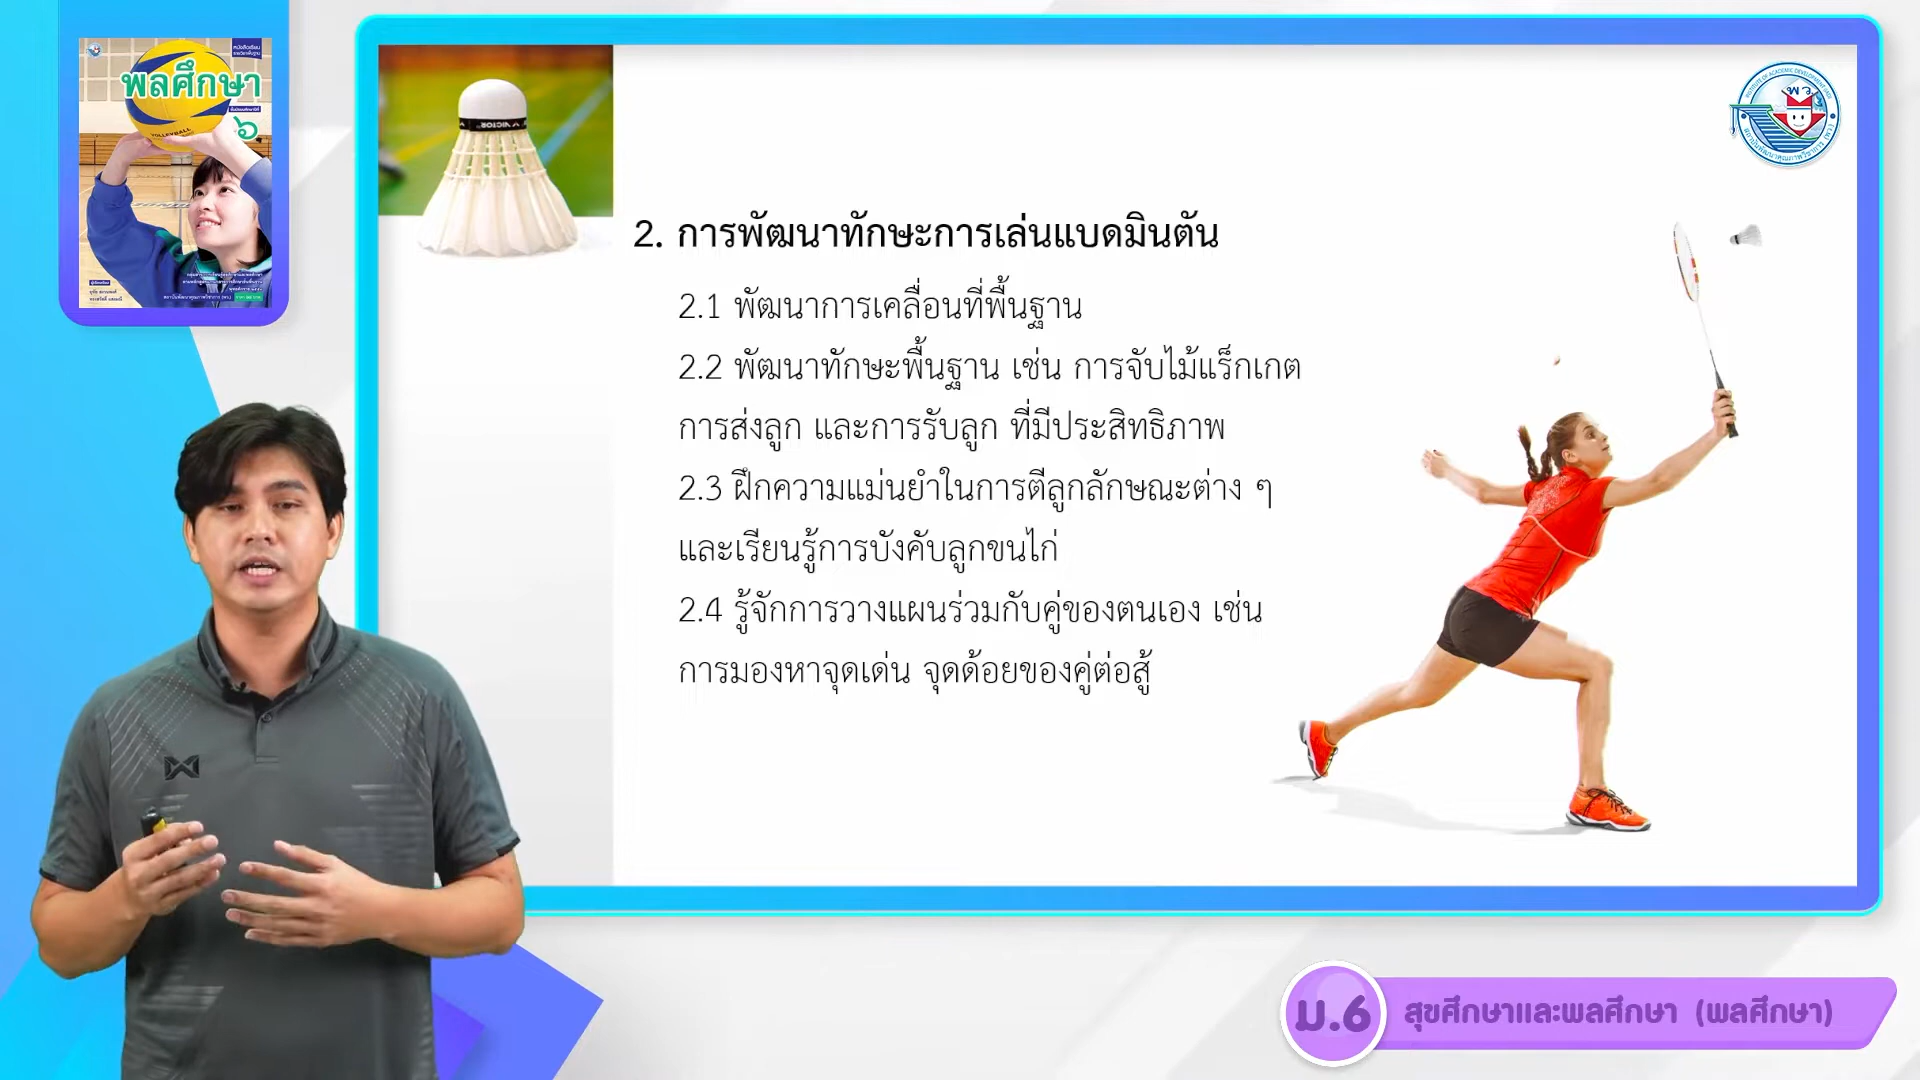 พลศึกษา
๖
VOLLEYBALL
VICTOR
พว.
2. การพัฒนาทักษะการเล่นแบดมินตัน
2.1 พัฒนาการเคลื่อนที่พื้นฐาน
2.2 พัฒนาทักษะพื้นฐาน เช่น การจับไม้แร็กเกต
การส่งลูก และการรับลูก ที่มีประสิทธิภาพ
2.3 ฝึกความแม่นยำในการตีลูกลักษณะต่าง ๆ
และเรียนรู้การบังคับลูกขนไก่
2.4 รู้จักการวางแผนร่วมกับคู่ของตนเอง เช่น
การมองหาจุดเด่น จุดด้อยของคู่ต่อสู้
ม.6
สุขศึกษาและพลศึกษา (พลศึกษา)